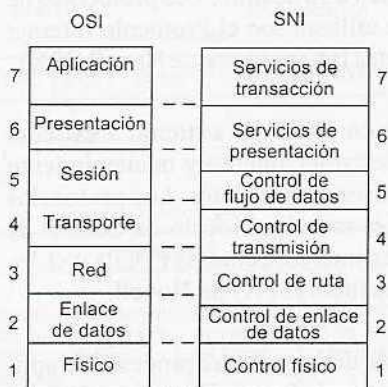 OSI
SNI
7
Aplicación
Servicios de
transacción
7
Presentación
Servicios de
presentación
6
5
Sesión
Control de
flujo de datos
5
4
Transporte
Control de
transmisión
4
3
Red
Control de ruta
3
2
Enlace
de datos
Control de enlace
de datos
2
1
Físico
Control físico
1